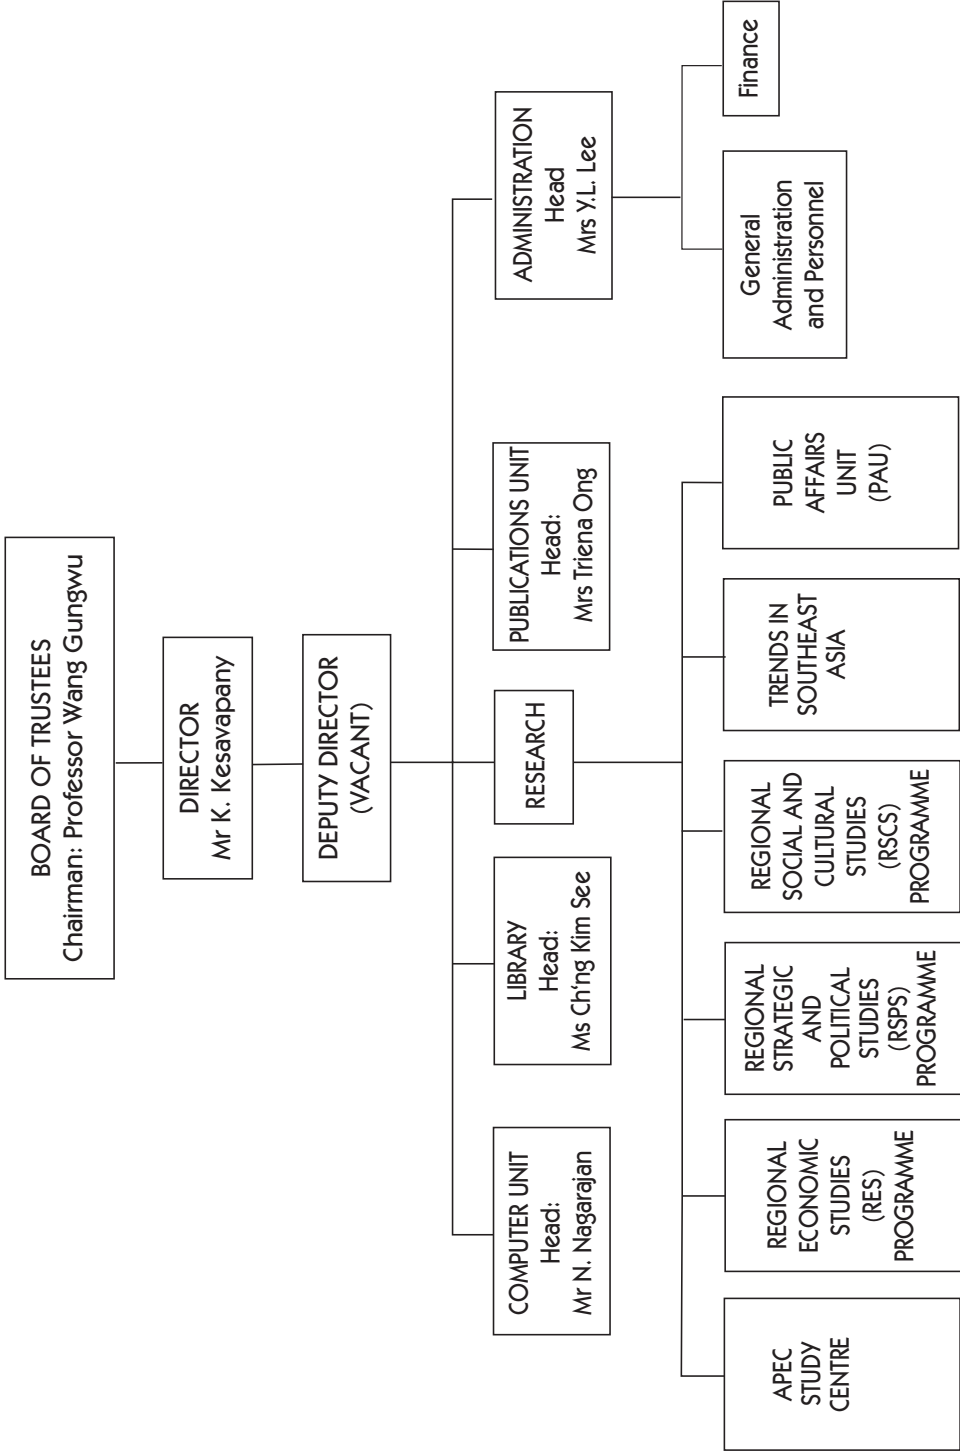 BOARD OF TRUSTEES
Chairman: Professor Wang Gungwu
DIRECTOR
Mr K. Kesavapany
DEPUTY DIRECTOR
(VACANT)
COMPUTER UNIT
Head:
Mr N. Nagarajan
LIBRARY
Head:
Ms Ch'ng Kim See
RESEARCH
PUBLICATIONS UNIT
Head:
Mrs Triena Ong
ADMINISTRATION
Head
Mrs Y.L. Lee
APEC
STUDY
CENTRE
REGIONAL
ECONOMIC
STUDIES
(RES)
PROGRAMME
REGIONAL
STRATEGIC
AND
POLITICAL
STUDIES
(RSPS)
PROGRAMME
REGIONAL
SOCIAL AND
CULTURAL
STUDIES
(RSCS)
PROGRAMME
TRENDS IN
SOUTHEAST
ASIA
PUBLIC
AFFAIRS
UNIT
(PAU)
General
Administration
and Personnel
Finance